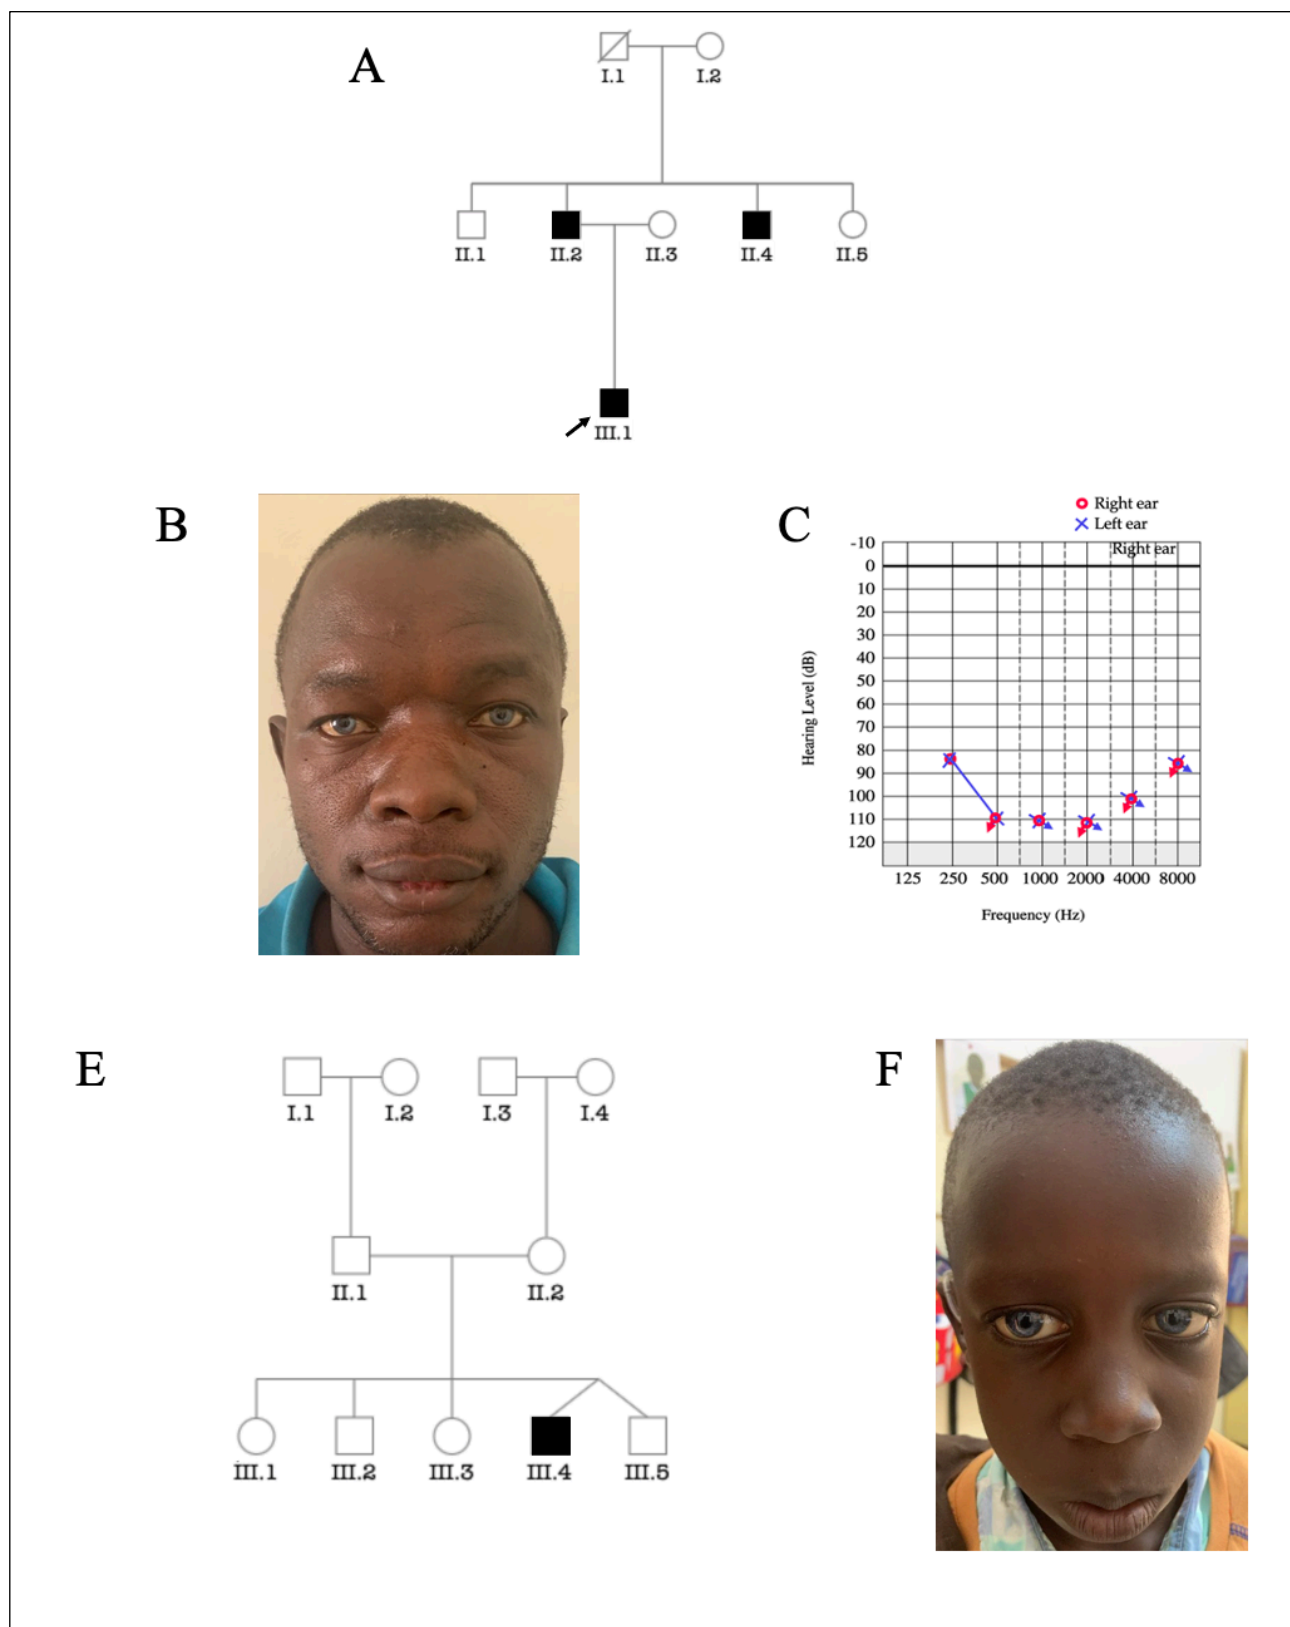 A
I.1 I.2
II.1 II.2 II.3 II.4 II.5
III.1
B
C
Right ear
Left ear
Right ear
-10
0
10
20
30
40
50
60
70
80
90
100
110
120
Hearing Level (dB)
125 250 500 1000 2000 4000 8000
Frequency (Hz)
E
I.1 I.2 I.3 I.4
II.1 II.2
III.1 III.2 III.3 III.4 III.5
F